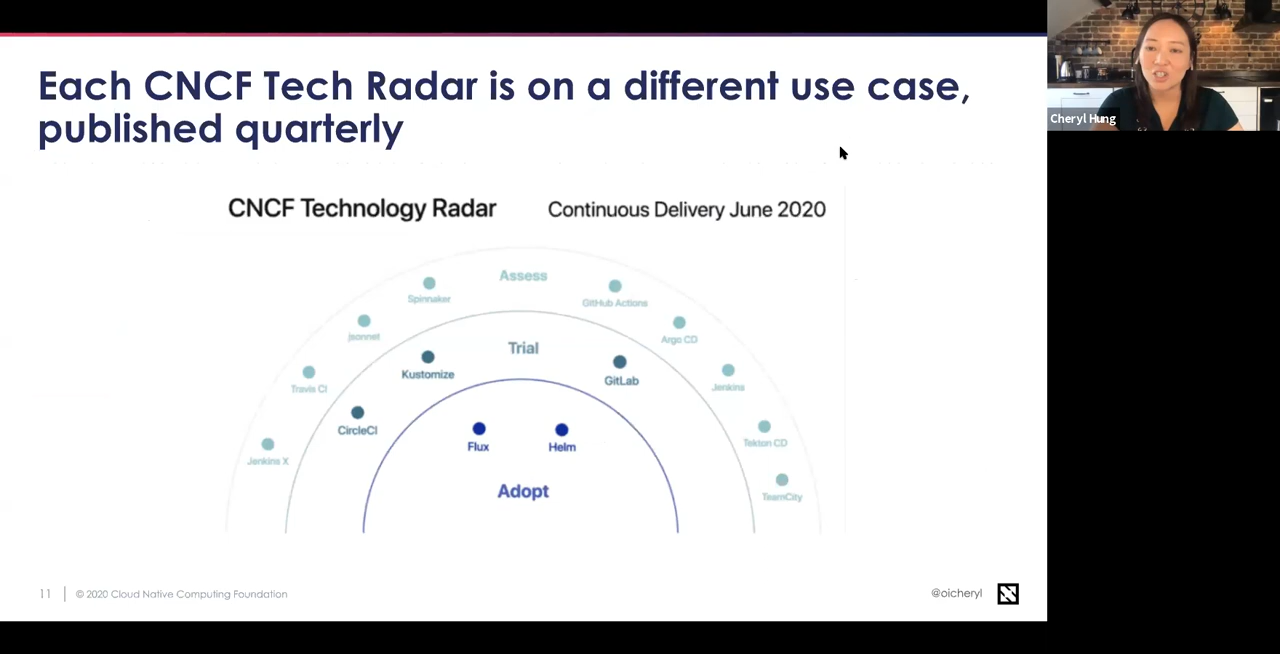 Each CNCF Tech Radar is on a different use case,
published quarterly
Cheryl Hung
CNCF Technology Radar
Continuous Delivery June 2020
Assess
Spinnaker
GitHub Actions
jsonnet
Argo CD
Trial
Kustomize
GitLab
Travis CI
Jenkins
CircleCI
Flux
Helm
Tekton CD
Jenkins X
Adopt
TeamCity
11
© 2020 Cloud Native Computing Foundation
@oicheryl